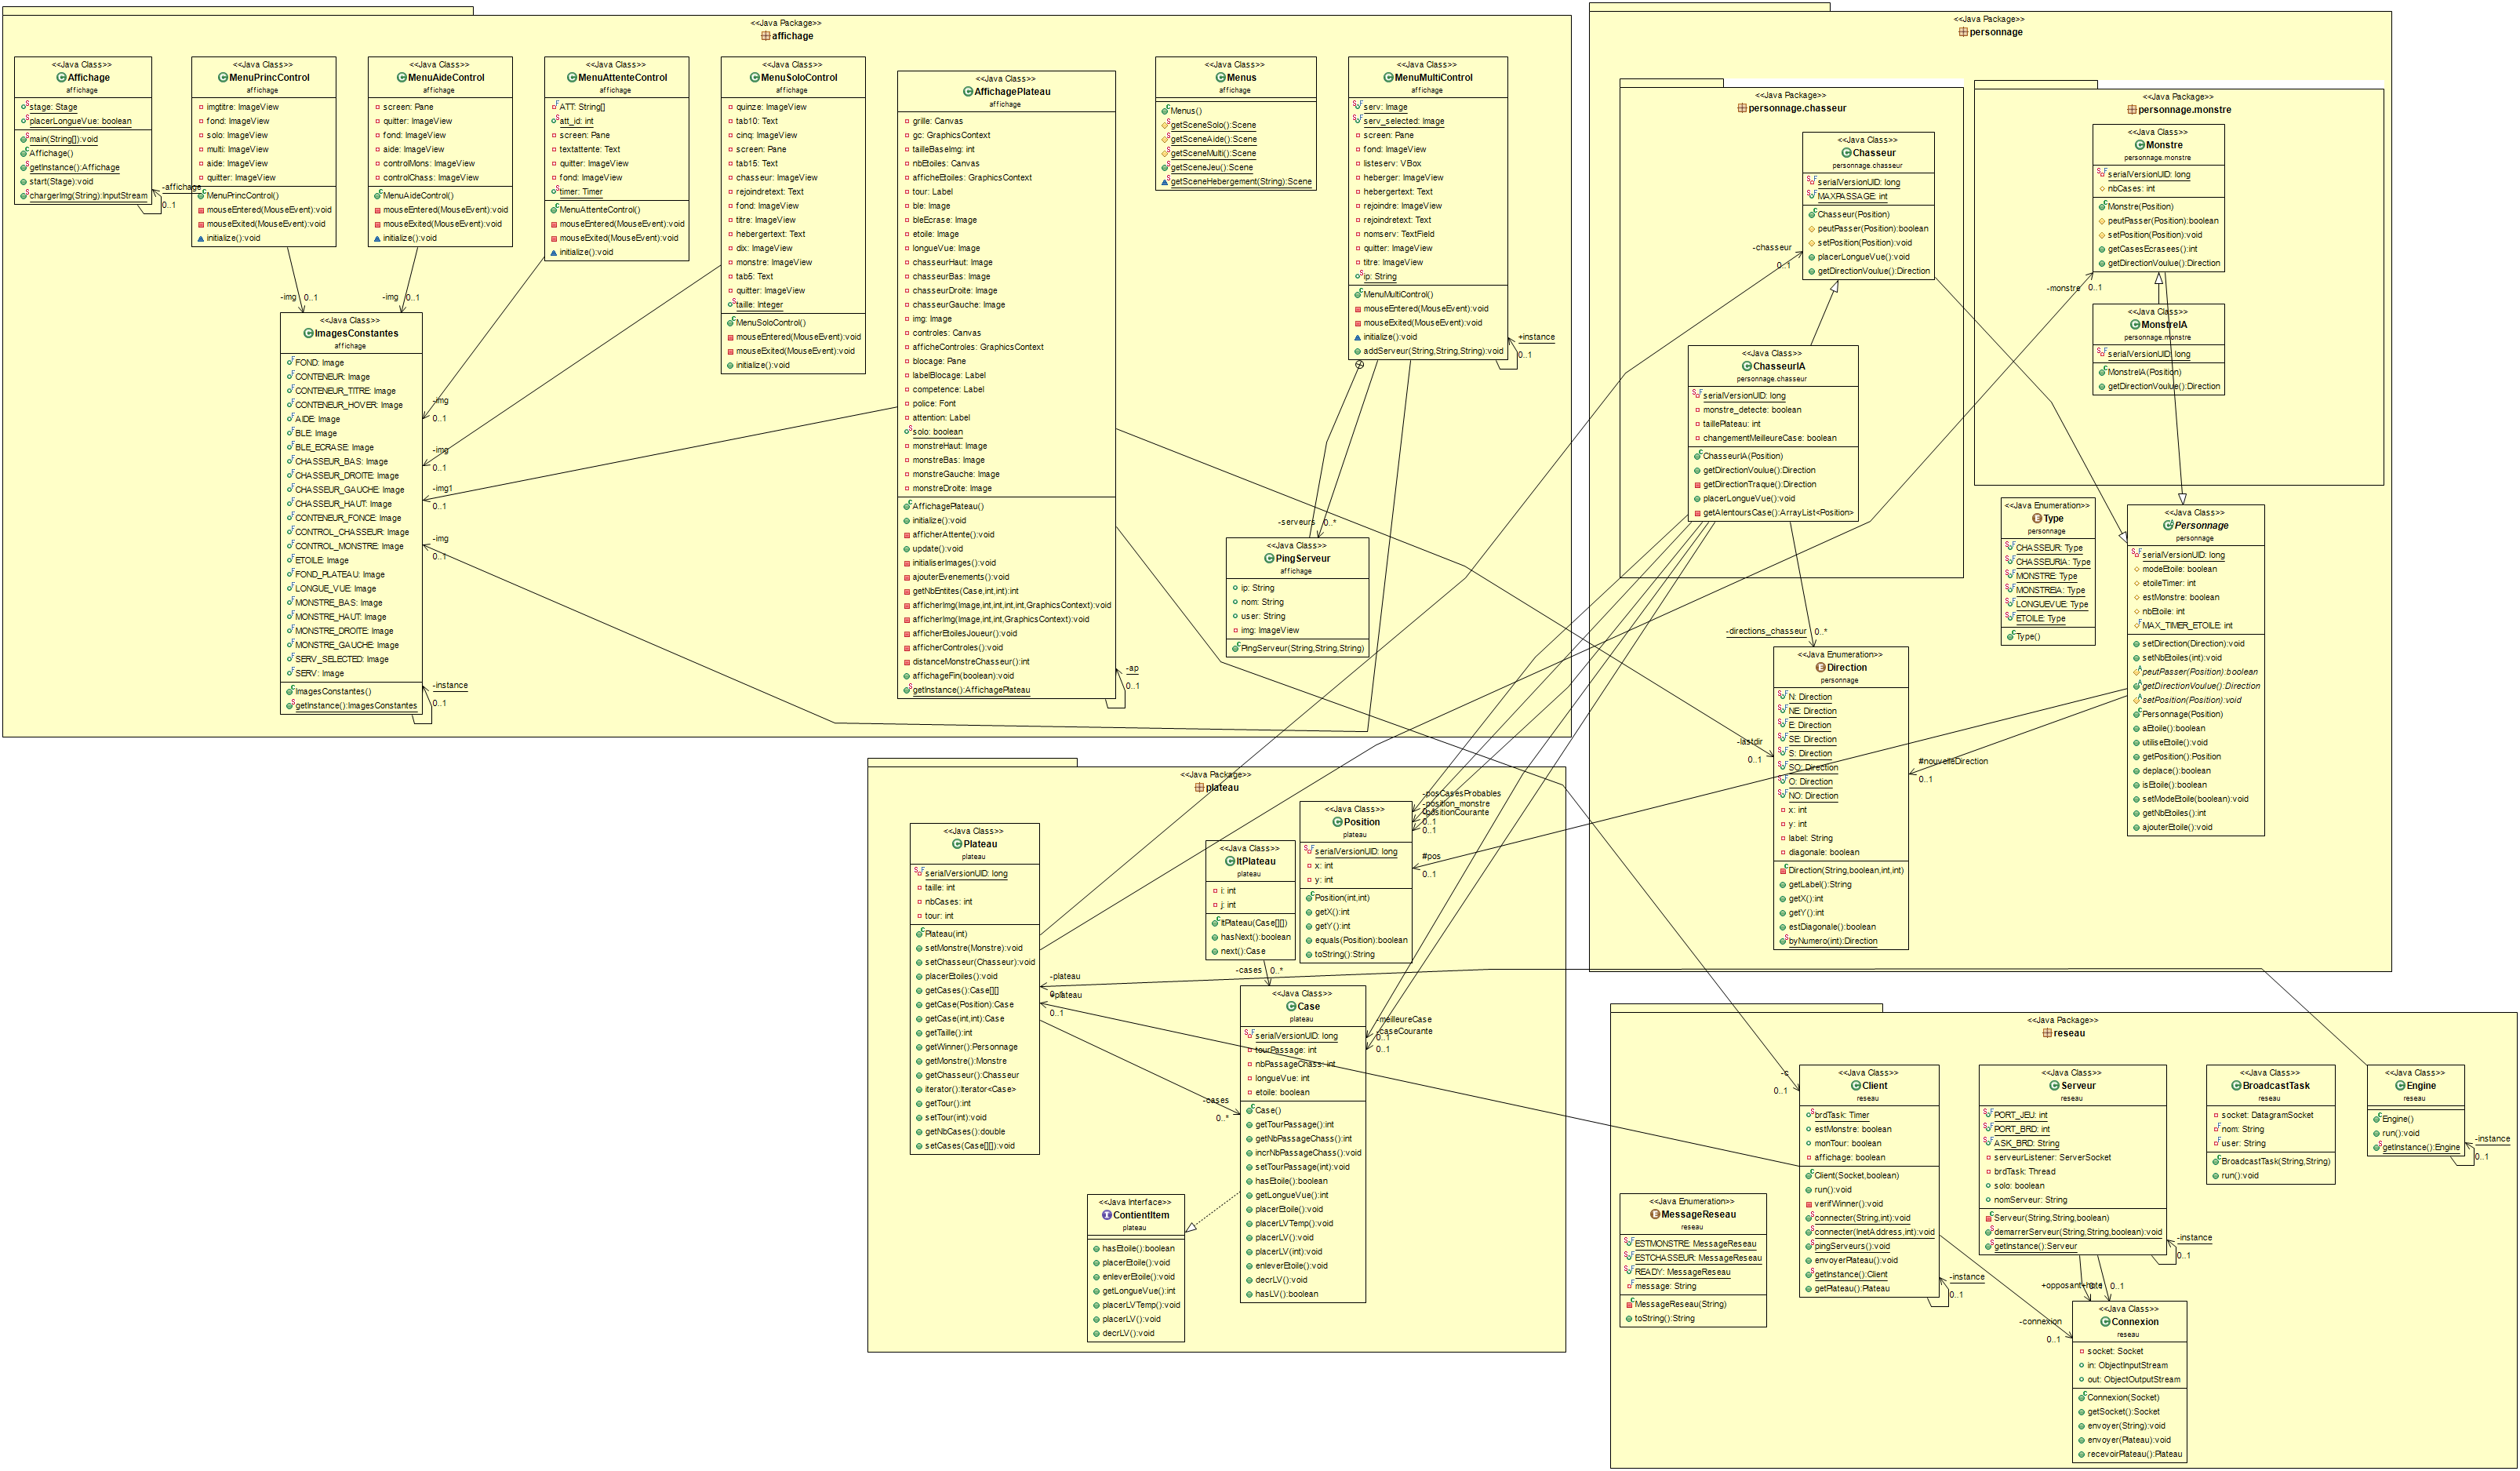 <<Java Package>>
affichage
<<Java Class>>
Affichage
affichage
stage: Stage
placerLongueVue: boolean
main(String[]):void
Affichage()
getInstance():Affichage
start(Stage):void
chargerImg(String):InputStream
-affichage
0..1
<<Java Class>>
MenuPrincControl
affichage
imgtitre: ImageView
fond: ImageView
solo: ImageView
multi: ImageView
aide: ImageView
quitter: ImageView
MenuPrincControl()
mouseEntered(MouseEvent):void
mouseExited(MouseEvent):void
initialize():void
<<Java Class>>
MenuAideControl
affichage
screen: Pane
quitter: ImageView
fond: ImageView
aide: ImageView
controlMons: ImageView
controlChass: ImageView
MenuAideControl()
mouseEntered(MouseEvent):void
mouseExited(MouseEvent):void
initialize():void
<<Java Class>>
MenuAttenteControl
affichage
ATT: String[]
att_id: int
screen: Pane
textattente: Text
quitter: ImageView
fond: ImageView
timer: Timer
MenuAttenteControl()
mouseEntered(MouseEvent):void
mouseExited(MouseEvent):void
initialize():void
<<Java Class>>
MenuSoloControl
affichage
quinze: ImageView
tab10: Text
cinq: ImageView
screen: Pane
tab15: Text
chasseur: ImageView
rejoindretext: Text
fond: ImageView
titre: ImageView
hebergertext: Text
dix: ImageView
monstre: ImageView
tab5: Text
quitter: ImageView
taille: Integer
MenuSoloControl()
mouseEntered(MouseEvent):void
mouseExited(MouseEvent):void
initialize():void
<<Java Class>>
AffichagePlateau
affichage
grille: Canvas
gc: GraphicsContext
tailleBaseImg: int
nbEtoiles: Canvas
afficheEtoiles: GraphicsContext
tour: Label
ble: Image
bleEcrase: Image
etoile: Image
longueVue: Image
chasseurHaut: Image
chasseurBas: Image
chasseurDroite: Image
chasseurGauche: Image
img: Image
controles: Canvas
afficheControles: GraphicsContext
blocage: Pane
labelBlocage: Label
competence: Label
police: Font
attention: Label
solo: boolean
monstreHaut: Image
monstreBas: Image
monstreGauche: Image
monstreDroite: Image
AffichagePlateau()
initialize():void
afficherAttente():void
update():void
initialiserImages():void
ajouterEvenements():void
getNbEntites(Case,int,int):int
afficherImg(Image,int,int,int,int,GraphicsContext):void
afficherImg(Image,int,int,GraphicsContext):void
afficherEtoilesJoueur():void
afficherControles():void
distanceMonstreChasseur():int
affichageFin(boolean):void
getInstance():AffichagePlateau
-ap
0..1
<<Java Class>>
Menus
affichage
Menus()
getSceneSolo():Scene
getSceneAide():Scene
getSceneMulti():Scene
getSceneJeu():Scene
getSceneHebergement(String):Scene
<<Java Class>>
MenuMultiControl
affichage
serv: Image
serv_selected: Image
screen: Pane
fond: ImageView
listeserv: VBox
heberger: ImageView
hebergertext: Text
rejoindre: ImageView
rejoindretext: Text
nomserv: TextField
quitter: ImageView
titre: ImageView
ip: String
MenuMultiControl()
mouseEntered(MouseEvent):void
mouseExited(MouseEvent):void
initialize():void
addServeur(String,String,String):void
+instance
0..1
-img 0..1
-img 0..1
<<Java Class>>
ImagesConstantes
affichage
FOND: Image
CONTENEUR: Image
CONTENEUR_TITRE: Image
CONTENEUR_HOVER: Image
AIDE: Image
BLE: Image
BLE_ECRASE: Image
CHASSEUR_BAS: Image
CHASSEUR_DROITE: Image
CHASSEUR_GAUCHE: Image
CHASSEUR_HAUT: Image
CONTENEUR_FONCE: Image
CONTROL_CHASSEUR: Image
CONTROL_MONSTRE: Image
ETOILE: Image
FOND_PLATEAU: Image
LONGUE_VUE: Image
MONSTRE_BAS: Image
MONSTRE_HAUT: Image
MONSTRE_DROITE: Image
MONSTRE_GAUCHE: Image
SERV_SELECTED: Image
SERV: Image
ImagesConstantes()
getInstance():ImagesConstantes
-img
0..1
-img
0..1
-img1
0..1
-img
0..1
-instance
0..1
-serveurs 0..*
<<Java Class>>
PingServeur
affichage
ip: String
nom: String
user: String
img: ImageView
PingServeur(String,String,String)
<<Java Package>>
personnage
<<Java Package>>
personnage.chasseur
<<Java Class>>
Chasseur
personnage.chasseur
serialVersionUID: long
MAXPASSAGE: int
Chasseur(Position)
peutPasser(Position):boolean
setPosition(Position):void
placerLongueVue():void
getDirectionVoulue():Direction
-chasseur
0..1
<<Java Class>>
ChasseurIA
personnage.chasseur
serialVersionUID: long
monstre_detecte: boolean
taillePlateau: int
changementMeilleureCase: boolean
ChasseurIA(Position)
getDirectionVoulue():Direction
getDirectionTraque():Direction
placerLongueVue():void
getAlentoursCase():ArrayList<Position>
<<Java Package>>
personnage.monstre
<<Java Class>>
Monstre
personnage.monstre
serialVersionUID: long
nbCases: int
Monstre(Position)
peutPasser(Position):boolean
setPosition(Position):void
getCasesEcrasees():int
getDirectionVoulue():Direction
-monstre 0..1
<<Java Class>>
MonstreIA
personnage.monstre
serialVersionUID: long
MonstreIA(Position)
getDirectionVoulue():Direction
<<Java Enumeration>>
Type
personnage
CHASSEUR: Type
CHASSEURIA: Type
MONSTRE: Type
MONSTREIA: Type
LONGUEVUE: Type
ETOILE: Type
Type()
<<Java Class>>
Personnage
personnage
serialVersionUID: long
modeEtoile: boolean
etoileTimer: int
estMonstre: boolean
nbEtoile: int
MAX_TIMER_ETOILE: int
setDirection(Direction):void
setNbEtoiles(int):void
peutPasser(Position):boolean
getDirectionVoulue():Direction
setPosition(Position):void
Personnage(Position)
aEtoile():boolean
utiliseEtoile():void
getPosition():Position
deplace():boolean
isEtoile():boolean
setModeEtoile(boolean):void
getNbEtoiles():int
ajouterEtoile():void
-directions_chasseur 0..*
<<Java Enumeration>>
Direction
personnage
N: Direction
NE: Direction
E: Direction
SE: Direction
S: Direction
SO: Direction
O: Direction
NO: Direction
x: int
y: int
label: String
diagonale: boolean
Direction(String,boolean,int,int)
getLabel():String
getX():int
getY():int
estDiagonale():boolean
byNumero(int):Direction
-lastdir
0..1
#nouvelleDirection
0..1
<<Java Package>>
plateau
<<Java Class>>
Plateau
plateau
serialVersionUID: long
taille: int
nbCases: int
tour: int
Plateau(int)
setMonstre(Monstre):void
setChasseur(Chasseur):void
placerEtoiles():void
getCases():Case[][]
getCase(Position):Case
getCase(int,int):Case
getTaille():int
getWinner():Personnage
getMonstre():Monstre
getChasseur():Chasseur
iterator():Iterator<Case>
getTour():int
setTour(int):void
getNbCases():double
setCases(Case[][]):void
-plateau
+plateau
0..1
<<Java Class>>
ItPlateau
plateau
i: int
j: int
ItPlateau(Case[][])
hasNext():boolean
next():Case
-cases 0..*
<<Java Class>>
Position
plateau
serialVersionUID: long
x: int
y: int
Position(int,int)
getX():int
getY():int
equals(Position):boolean
toString():String
-posCasesProbables
-position_monstre
-positionCourante
0..1
0..1
#pos
0..1
<<Java Class>>
Case
plateau
serialVersionUID: long
tourPassage: int
nbPassageChass: int
longueVue: int
etoile: boolean
Case()
getTourPassage():int
getNbPassageChass():int
incrNbPassageChass():void
setTourPassage(int):void
hasEtoile():boolean
getLongueVue():int
placerEtoile():void
placerLVTemp():void
placerLV():void
placerLV(int):void
enleverEtoile():void
decrLV():void
hasLV():boolean
-meilleureCase
0..1
-caseCourante
0..1
-cases
0..*
<<Java Interface>>
ContientItem
plateau
hasEtoile():boolean
placerEtoile():void
enleverEtoile():void
getLongueVue():int
placerLVTemp():void
placerLV():void
decrLV():void
<<Java Package>>
reseau
-c
0..1
<<Java Class>>
Client
reseau
brdTask: Timer
estMonstre: boolean
monTour: boolean
affichage: boolean
Client(Socket,boolean)
run():void
verifWinner():void
connecter(String,int):void
connecter(InetAddress,int):void
pingServeurs():void
envoyerPlateau():void
getInstance():Client
getPlateau():Plateau
-instance
0..1
<<Java Class>>
Serveur
reseau
PORT_JEU: int
PORT_BRD: int
ASK_BRD: String
serveurListener: ServerSocket
brdTask: Thread
solo: boolean
nomServeur: String
Serveur(String,String,boolean)
demarrerServeur(String,String,boolean):void
getInstance():Serveur
-instance
0..1
<<Java Class>>
BroadcastTask
reseau
socket: DatagramSocket
nom: String
user: String
BroadcastTask(String,String)
run():void
<<Java Class>>
Engine
reseau
Engine()
run():void
getInstance():Engine
-instance
0..1
<<Java Enumeration>>
MessageReseau
reseau
ESTMONSTRE: MessageReseau
ESTCHASSEUR: MessageReseau
READY: MessageReseau
message: String
MessageReseau(String)
toString():String
+opposant
0..1
-connexion
0..1
<<Java Class>>
Connexion
reseau
socket: Socket
in: ObjectInputStream
out: ObjectOutputStream
Connexion(Socket)
getSocket():Socket
envoyer(String):void
envoyer(Plateau):void
recevoirPlateau():Plateau